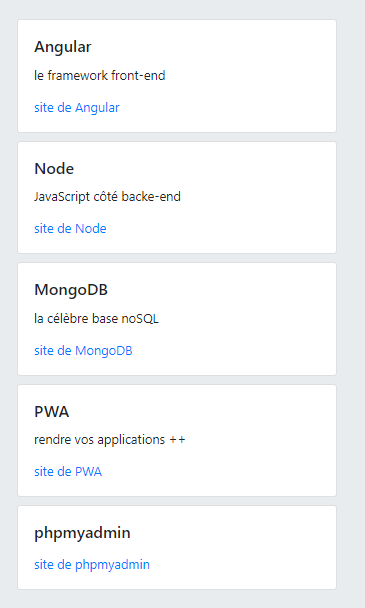 Angular
le framework front-end
site de Angular
Node
JavaScript côté backe-end
site de Node
MongoDB
la célèbre base noSQL
site de MongoDB
PWA
rendre vos applications ++
site de PWA
phpmyadmin
site de phpmyadmin